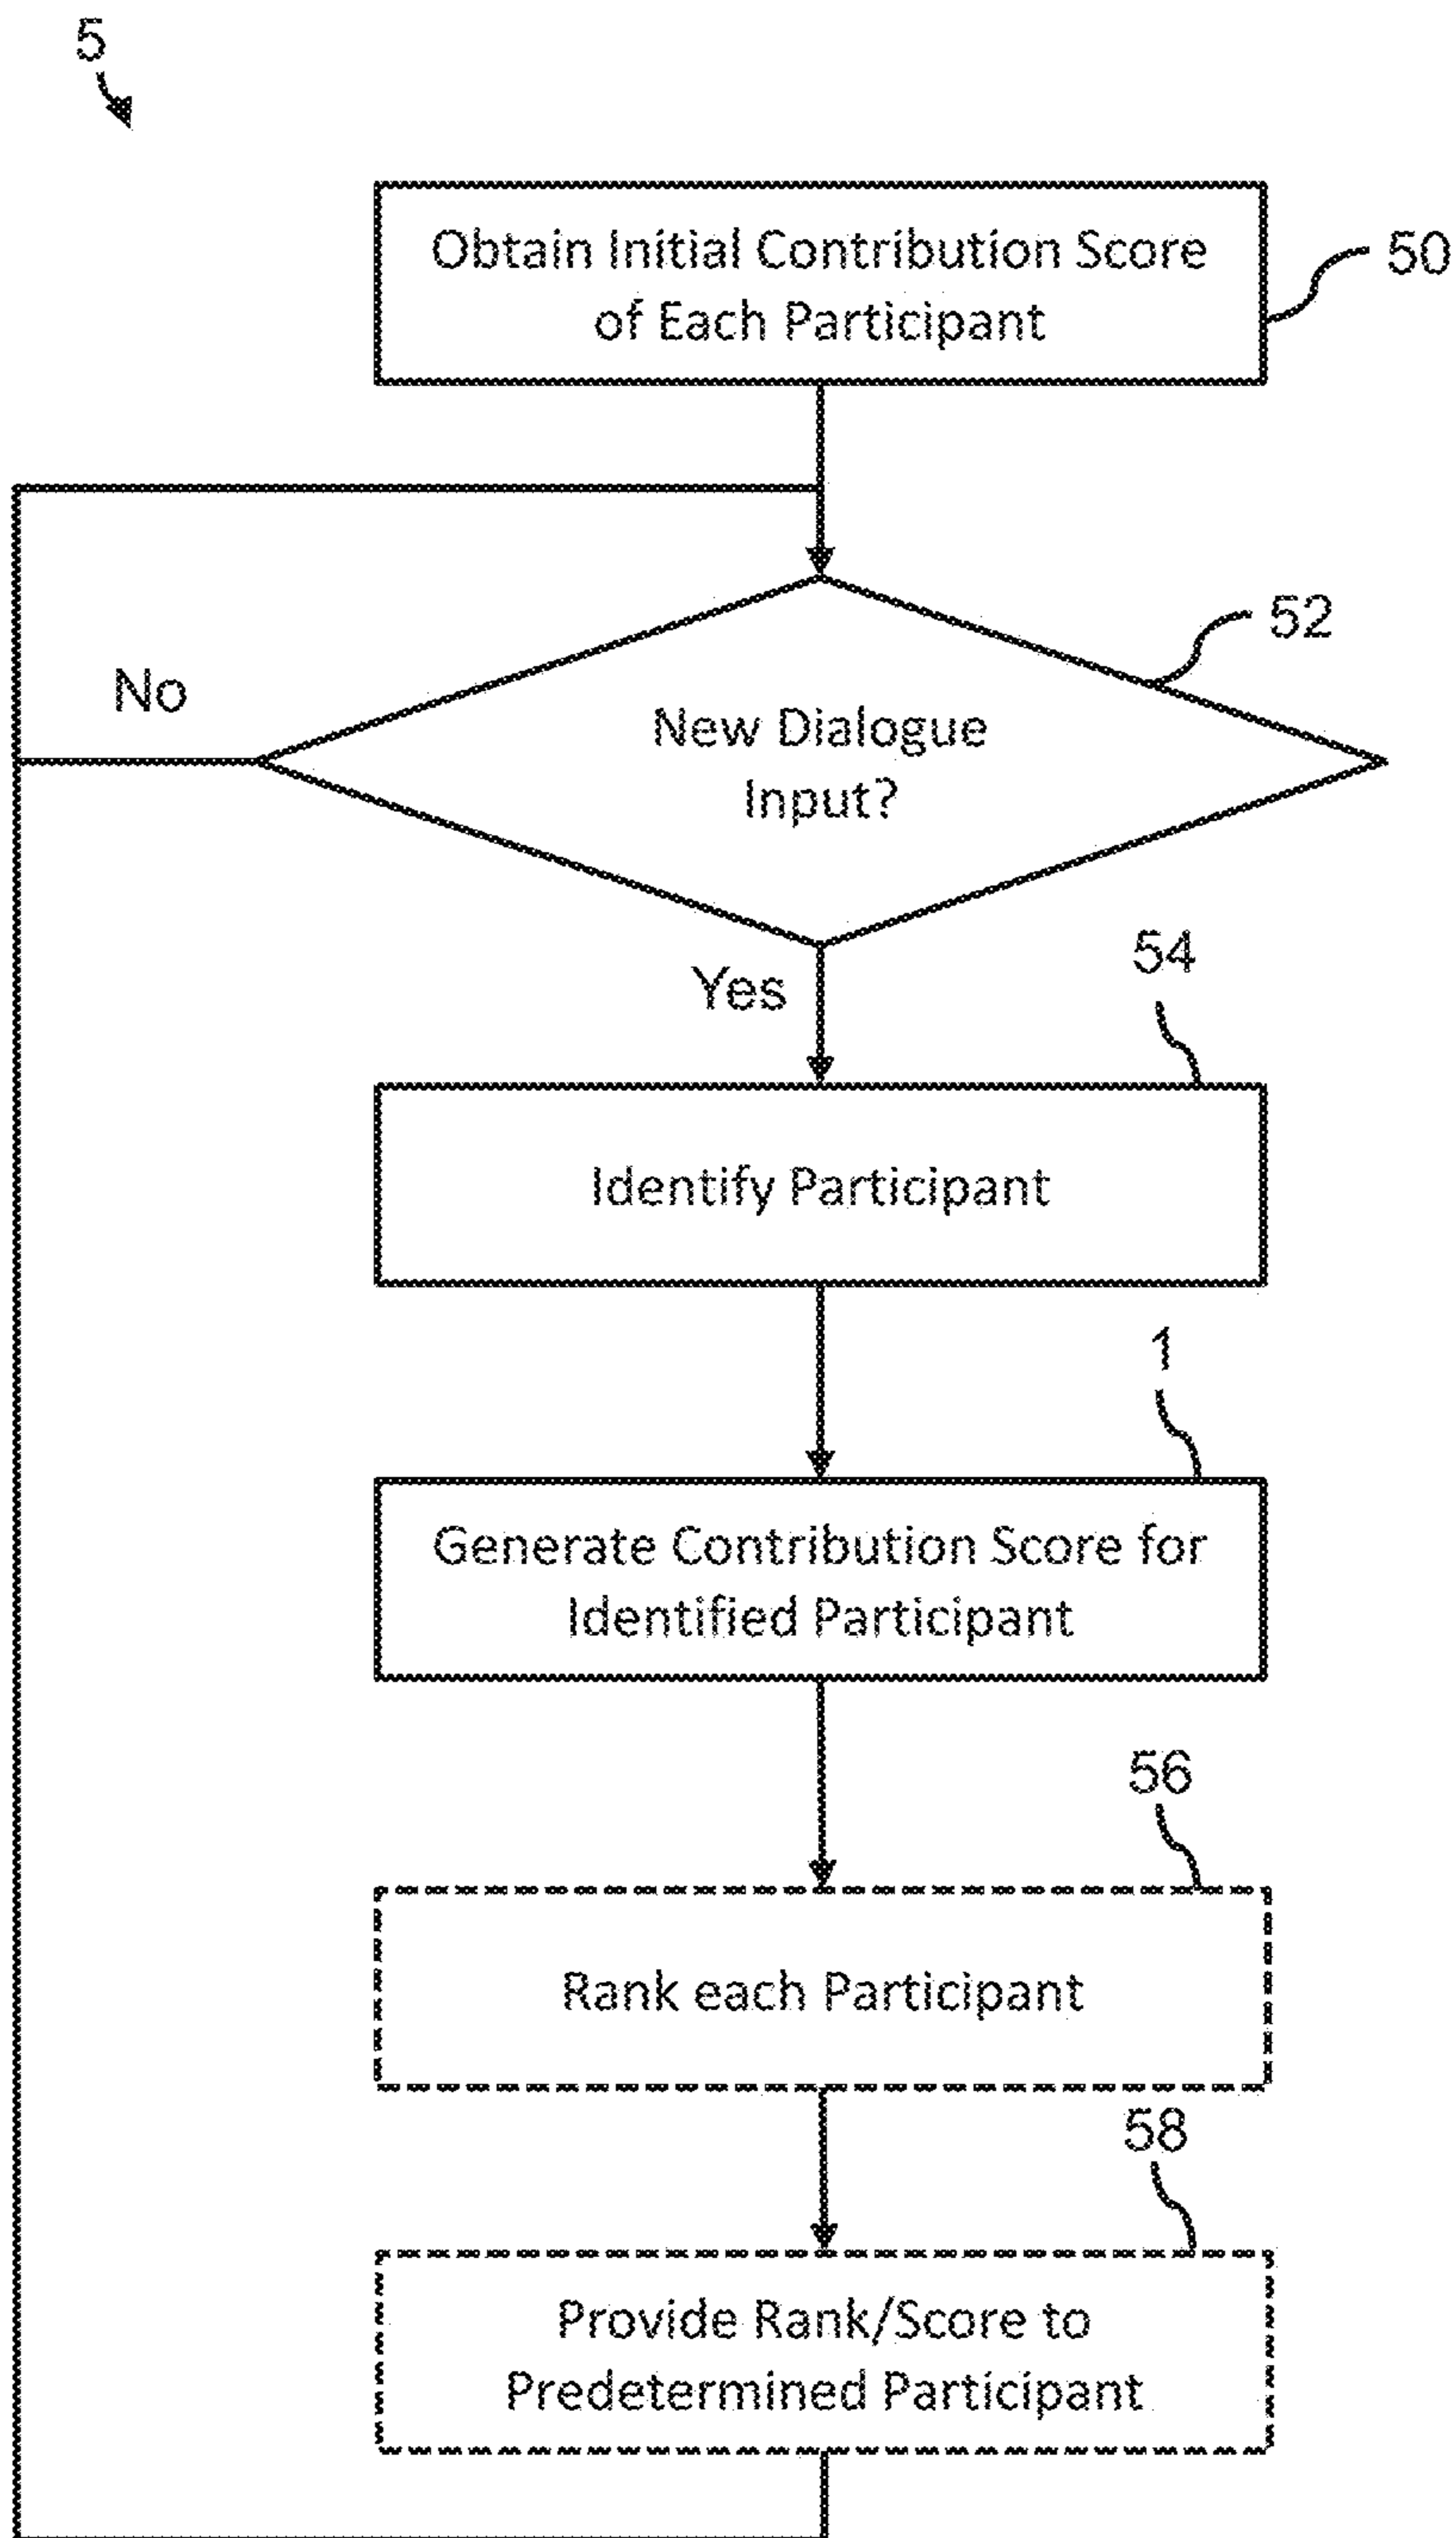 5
Obtain Initial Contribution Score
of Each Participant
50
52
No
New Dialogue
Input?
Yes
54
Identify Participant
1
Generate Contribution Score for
Identified Participant
56
Rank each Participant
58
Provide Rank/Score to
Predetermined Participant